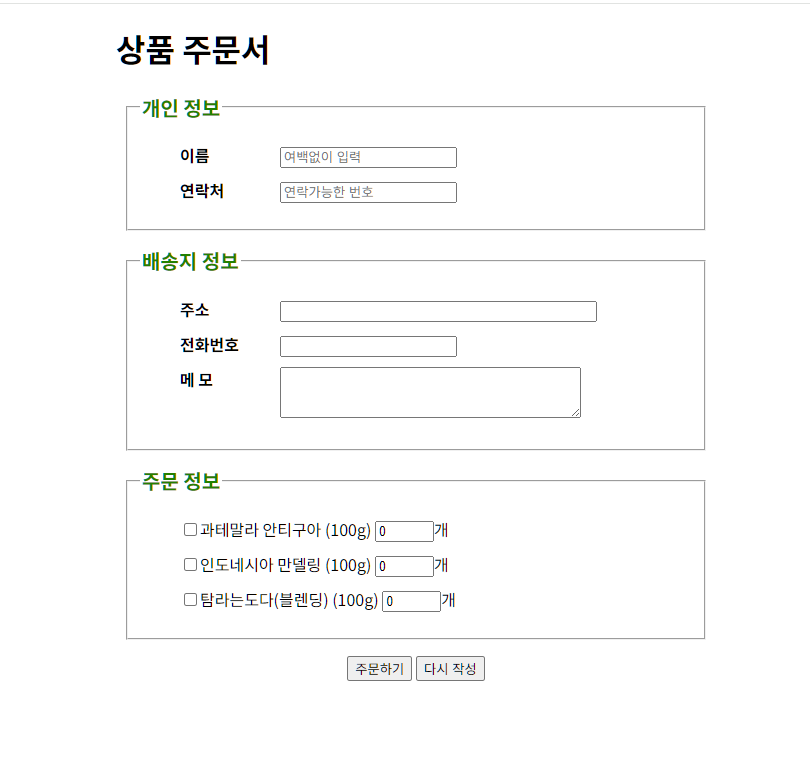 상품 주문서
개인 정보
이름 여백없이 입력
연락처 연락가능한 번호
배송지 정보
주소
전화번호
메 모
주문 정보
과테말라 안티구아 (100g) 0 개
인도네시아 만델링 (100g) 0 개
탐라는도다(블렌딩) (100g) 0 개
주문하기 다시 작성